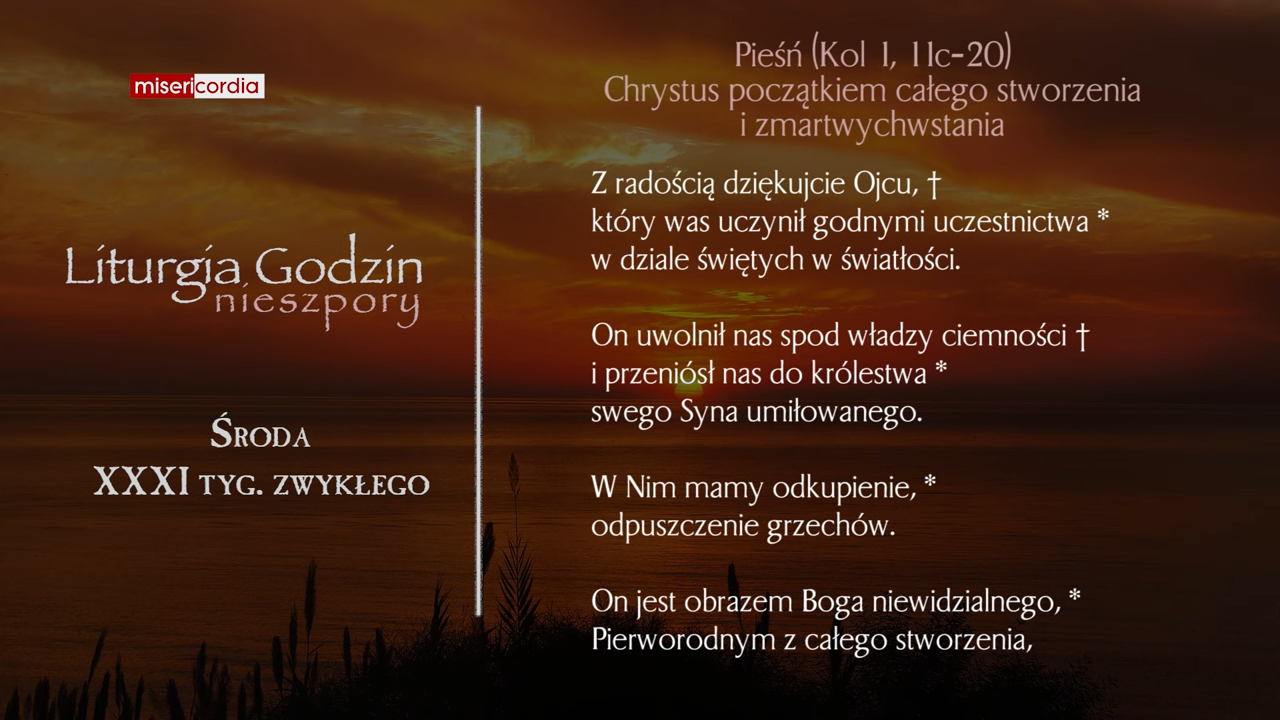 misericordia
Liturgia Godzin
nieszpory
Środa
XXXI tyg. zwykłego
Pieśń (Kol 1, 11c-20)
Chrystus początkiem całego stworzenia
i zmartwychwstania
Z radością dziękujcie Ojcu, †
który was uczynił godnymi uczestnictwa *
w dziale świętych w światłości.
On uwolnił nas spod władzy ciemności †
i przeniósł nas do królestwa *
swego Syna umiłowanego.
W Nim mamy odkupienie, *
odpuszczenie grzechów.
On jest obrazem Boga niewidzialnego, *
Pierworodnym z całego stworzenia,